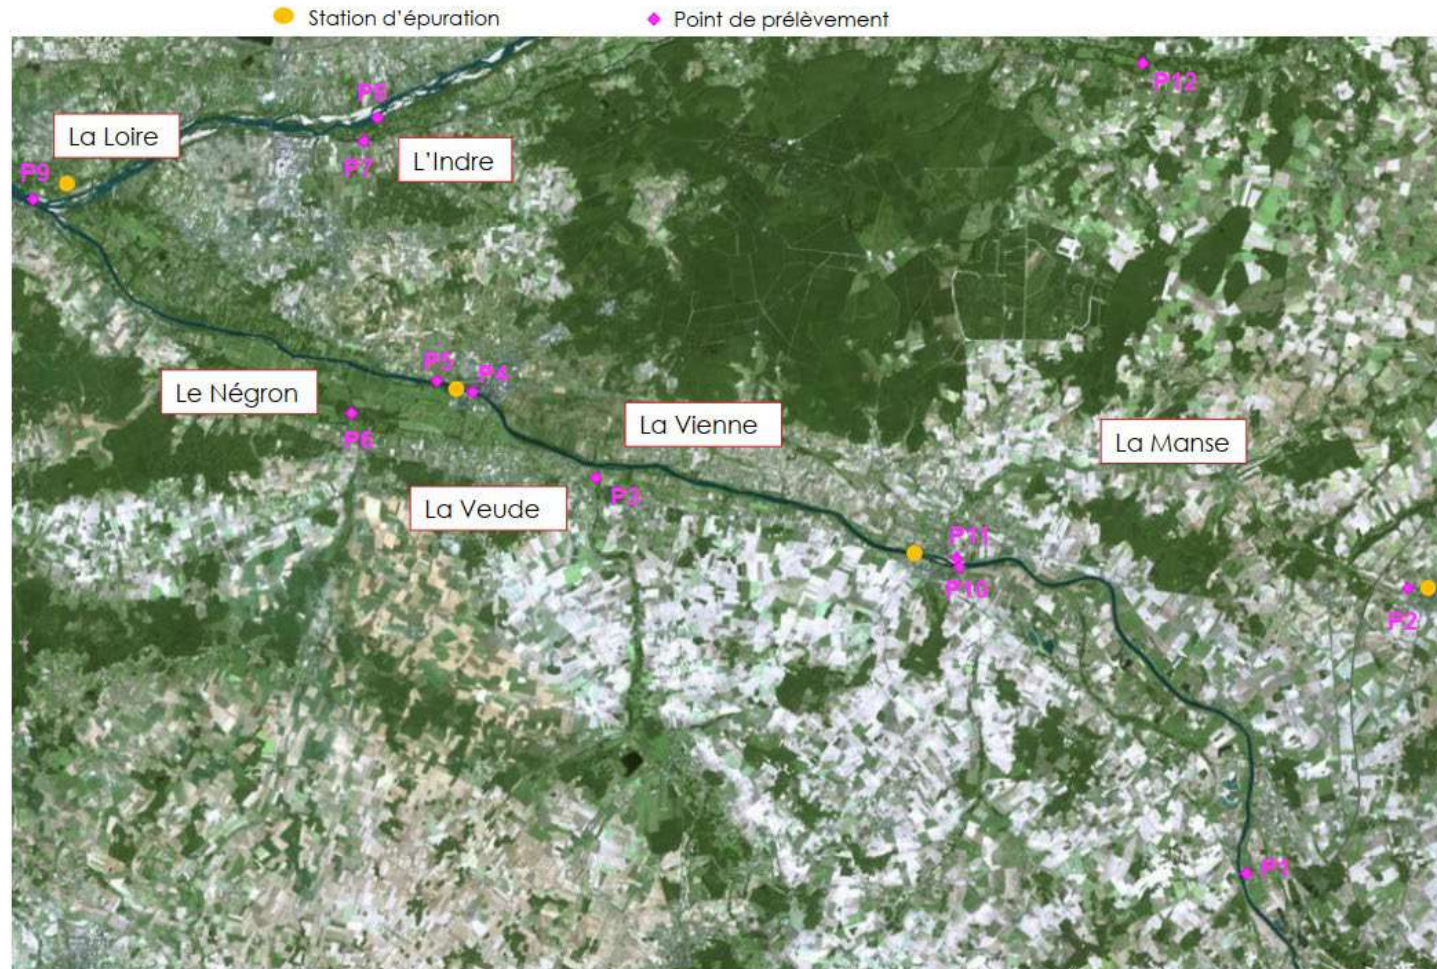 Station d'épuration
Point de prélèvement
P12
P8
La Loire
P7
L'Indre
P9
P5
P4
Le Négron
P6
La Vienne
La Manse
La Veude
P3
P11
P10
P2
P1